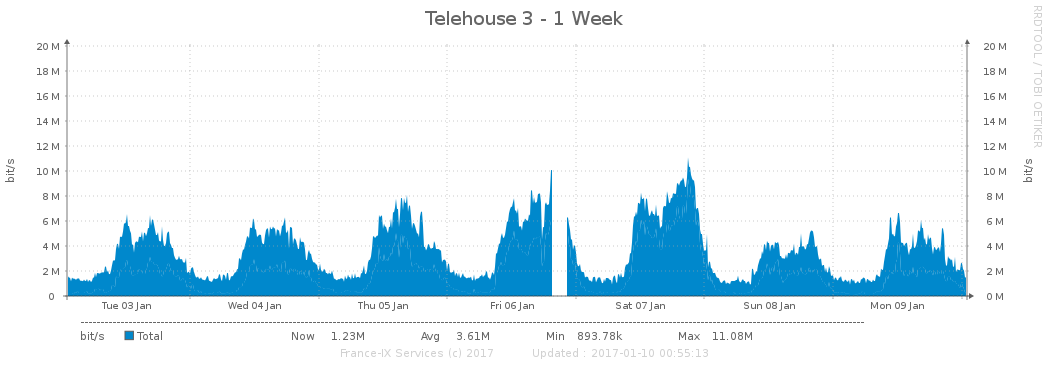 Telehouse 3 - 1 Week
RRDTOOL / TOBI OETIKER
bit/s
20 M
18 M
16 M
14 M
12 M
10 M
8 M
6 M
4 M
2 M
0
20 M
18 M
16 M
14 M
12 M
10 M
8 M
6 M
4 M
2 M
0 M
bit/s
Tue 03 Jan Wed 04 Jan Thu 05 Jan Fri 06 Jan Sat 07 Jan Sun 08 Jan Mon 09 Jan
bit/s Total Now 1.23M Avg 3.61M Min 893.78k Max 11.08M
France-IX Services (c) 2017 Updated : 2017-01-10 00:55:13